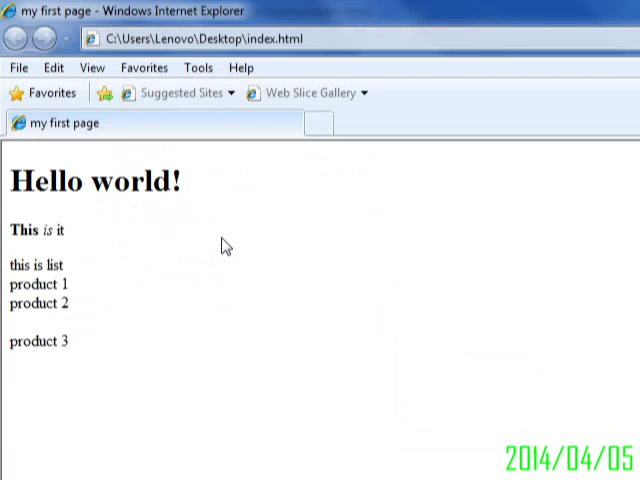 my first page - Windows Internet Explorer
C:\Users\Lenovo\Desktop\index.html
File Edit View Favorites Tools Help
Favorites Suggested Sites Web Slice Gallery
my first page
Hello world!
This is it
this is list
product 1
product 2
product 3
2014/04/05